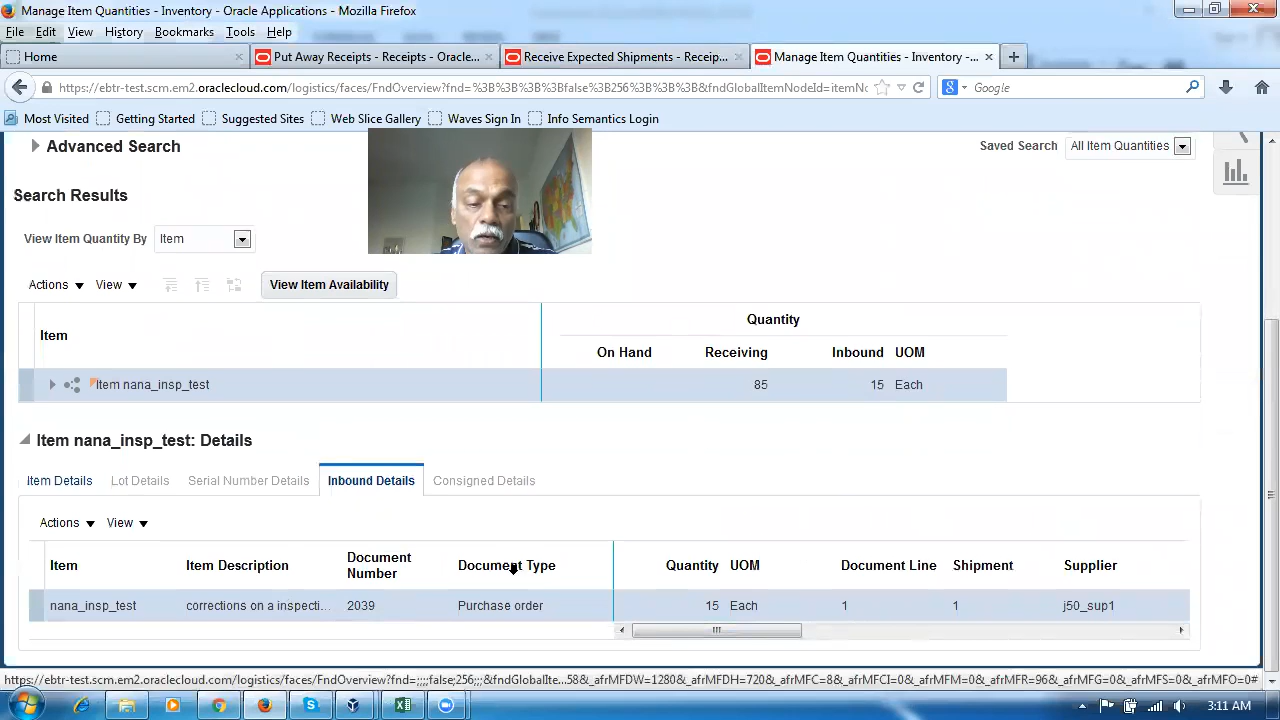 Manage Item Quantities - Inventory - Oracle Applications - Mozilla Firefox
File Edit View History Bookmarks Tools Help
Home Put Away Receipts - Receipts - Oracle... Receive Expected Shipments - Receip... Manage Item Quantities - Inventory -...
https://ebtr-test.scm.em2.oraclecloud.com/logistics/faces/FndOverview?fnd=%3B%3B%3B%3Bfalse%3B256%3B%3B%3B&fndGlobalItemNodeId=itemNo Google
Most Visited Getting Started Suggested Sites Web Slice Gallery Waves Sign In Info Semantics Login
Advanced Search Saved Search All Item Quantities
Search Results
View Item Quantity By Item
Actions View View Item Availability
Quantity
Item
On Hand Receiving Inbound UOM
Item nana_insp_test 85 15 Each
Item nana_insp_test: Details
Item Details Lot Details Serial Number Details Inbound Details Consigned Details
Actions View
Item Item Description Document Number Document Type Quantity UOM Document Line Shipment Supplier
nana_insp_test corrections on a inspecti... 2039 Purchase order 15 Each 1 1 j50_sup1
https://ebtr-test.scm.em2.oraclecloud.com/logistics/faces/FndOverview?fnd=;;;;false;256;;;&fndGlobalIte...58&_afrMFDW=1280&_afrMFDH=720&_afrMFC=8&_afrMFCI=0&_afrMFM=0&_afrMFR=96&_afrMFG=0&_afrMFS=0&_afrMFO=0#
3:11 AM